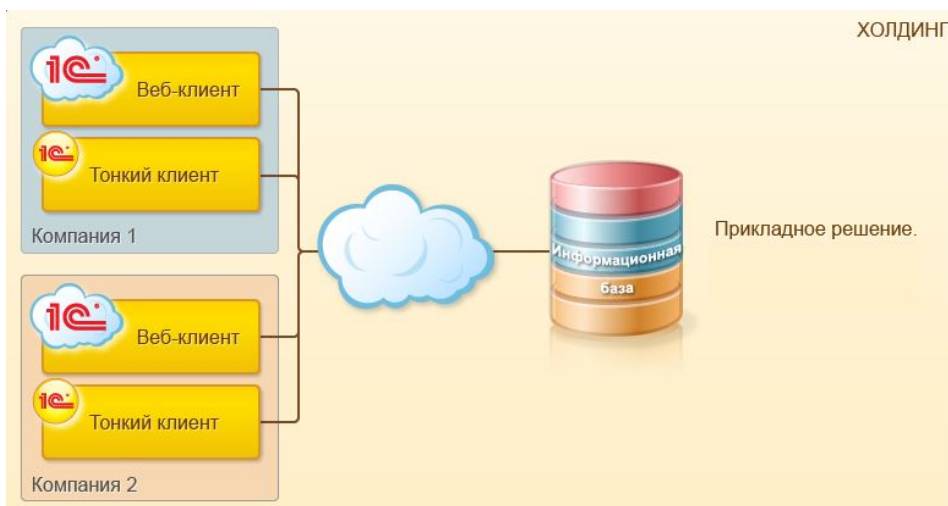 ХОЛДИНГ
1С
Веб-клиент
1С
Тонкий клиент
Компания 1
1С
Веб-клиент
1С
Тонкий клиент
Компания 2
Информационная
база
Прикладное решение.